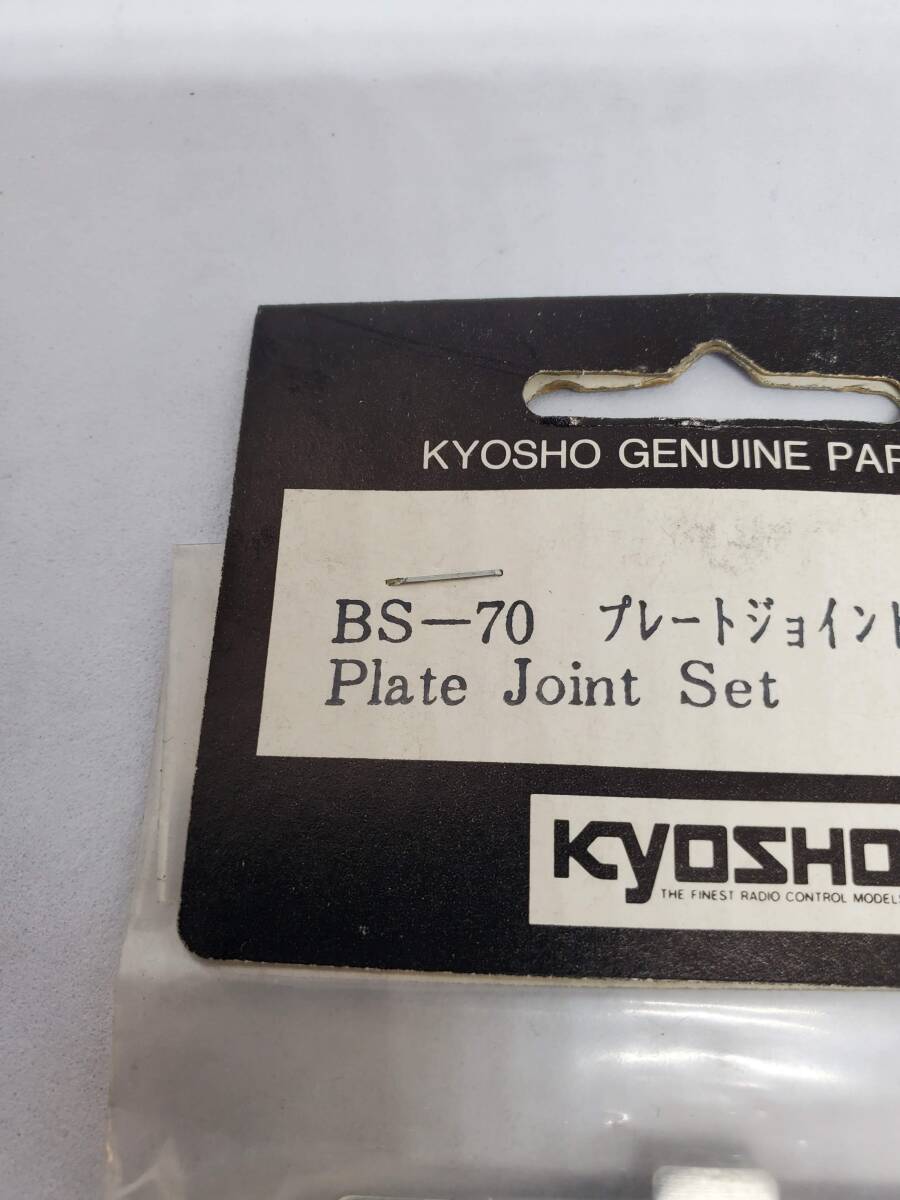 KYOSHO GENUINE PAR
BS-70 プレートジョイント
Plate Joint Set
KYOSHO
THE FINEST RADIO CONTROL MODELS